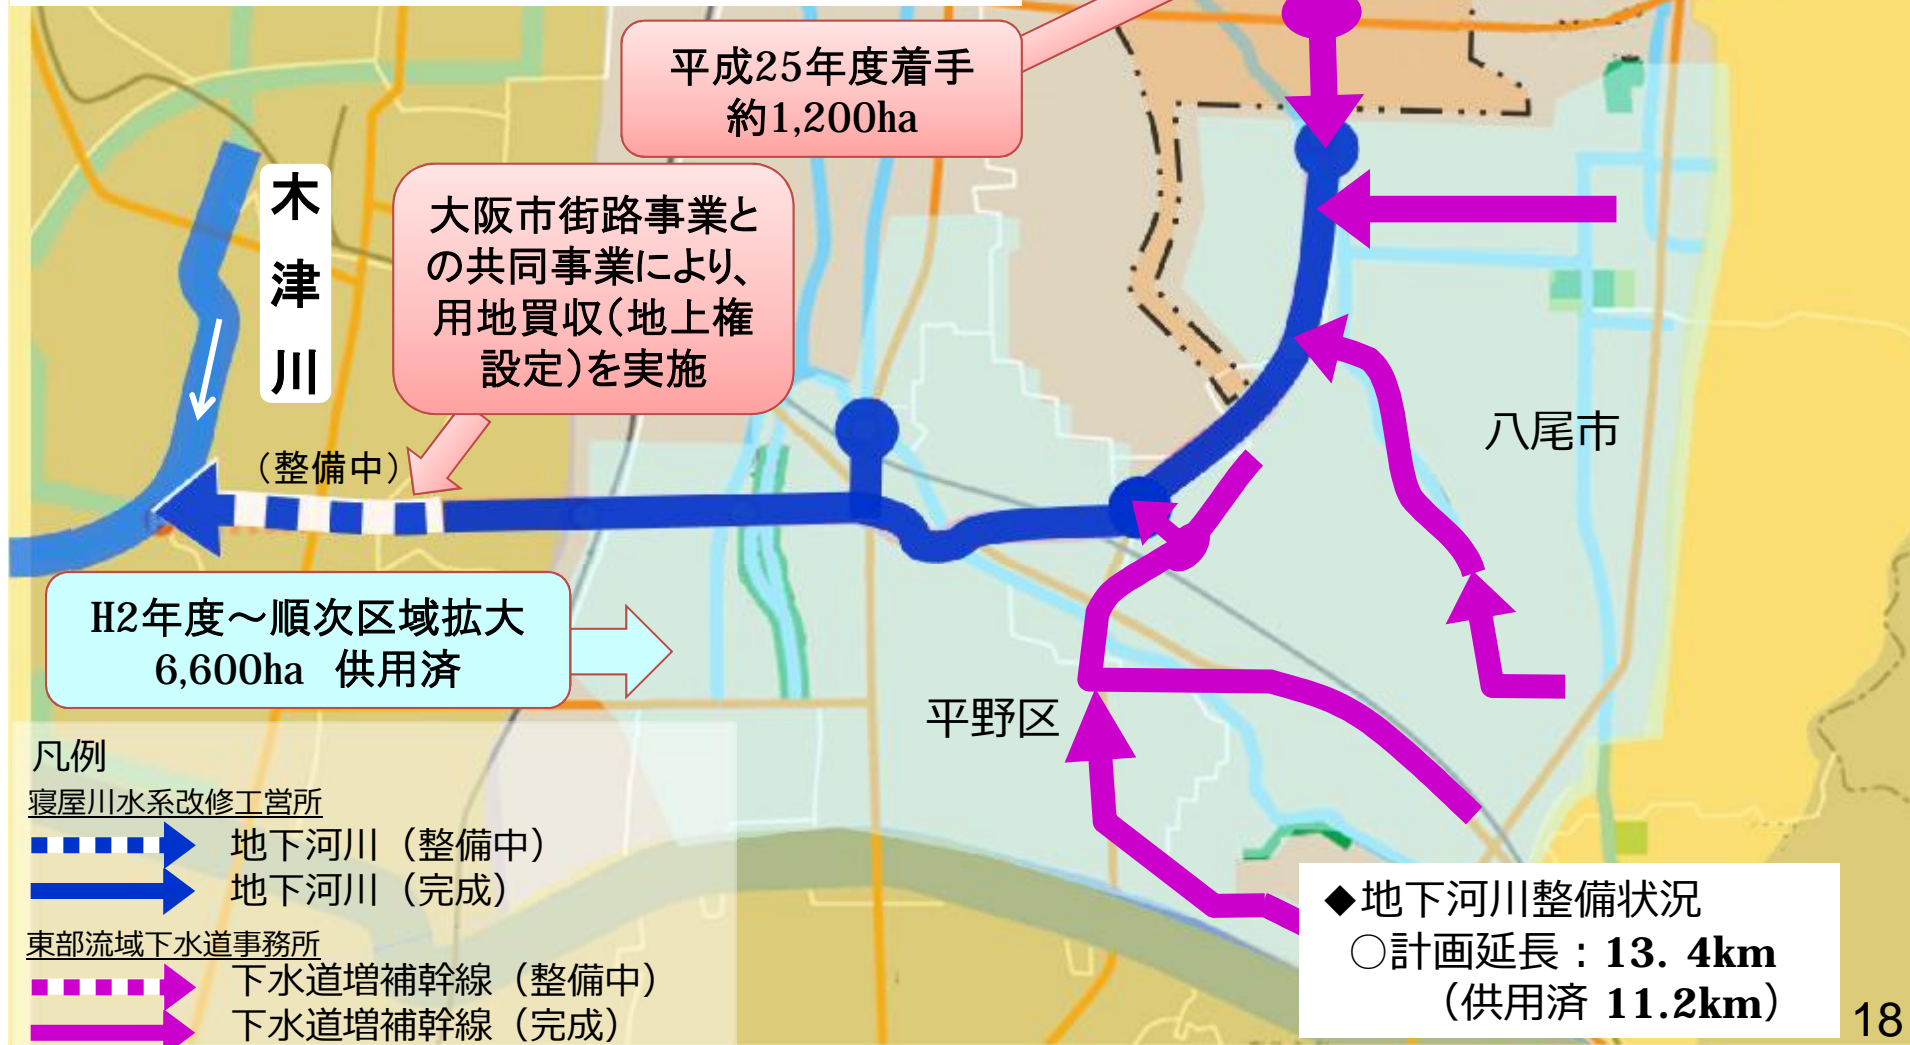 平成25年度着手
約1,200ha
木
津
川
大阪市街路事業と
の共同事業により、
用地買収(地上権
設定)を実施
(整備中)
八尾市
H2年度～順次区域拡大
6,600ha 供用済
平野区
凡例
寝屋川水系改修工営所
地下河川（整備中）
地下河川（完成）
東部流域下水道事務所
下水道増補幹線（整備中）
下水道増補幹線（完成）
◆地下河川整備状況
○計画延長：13. 4km
（供用済 11.2km）
18